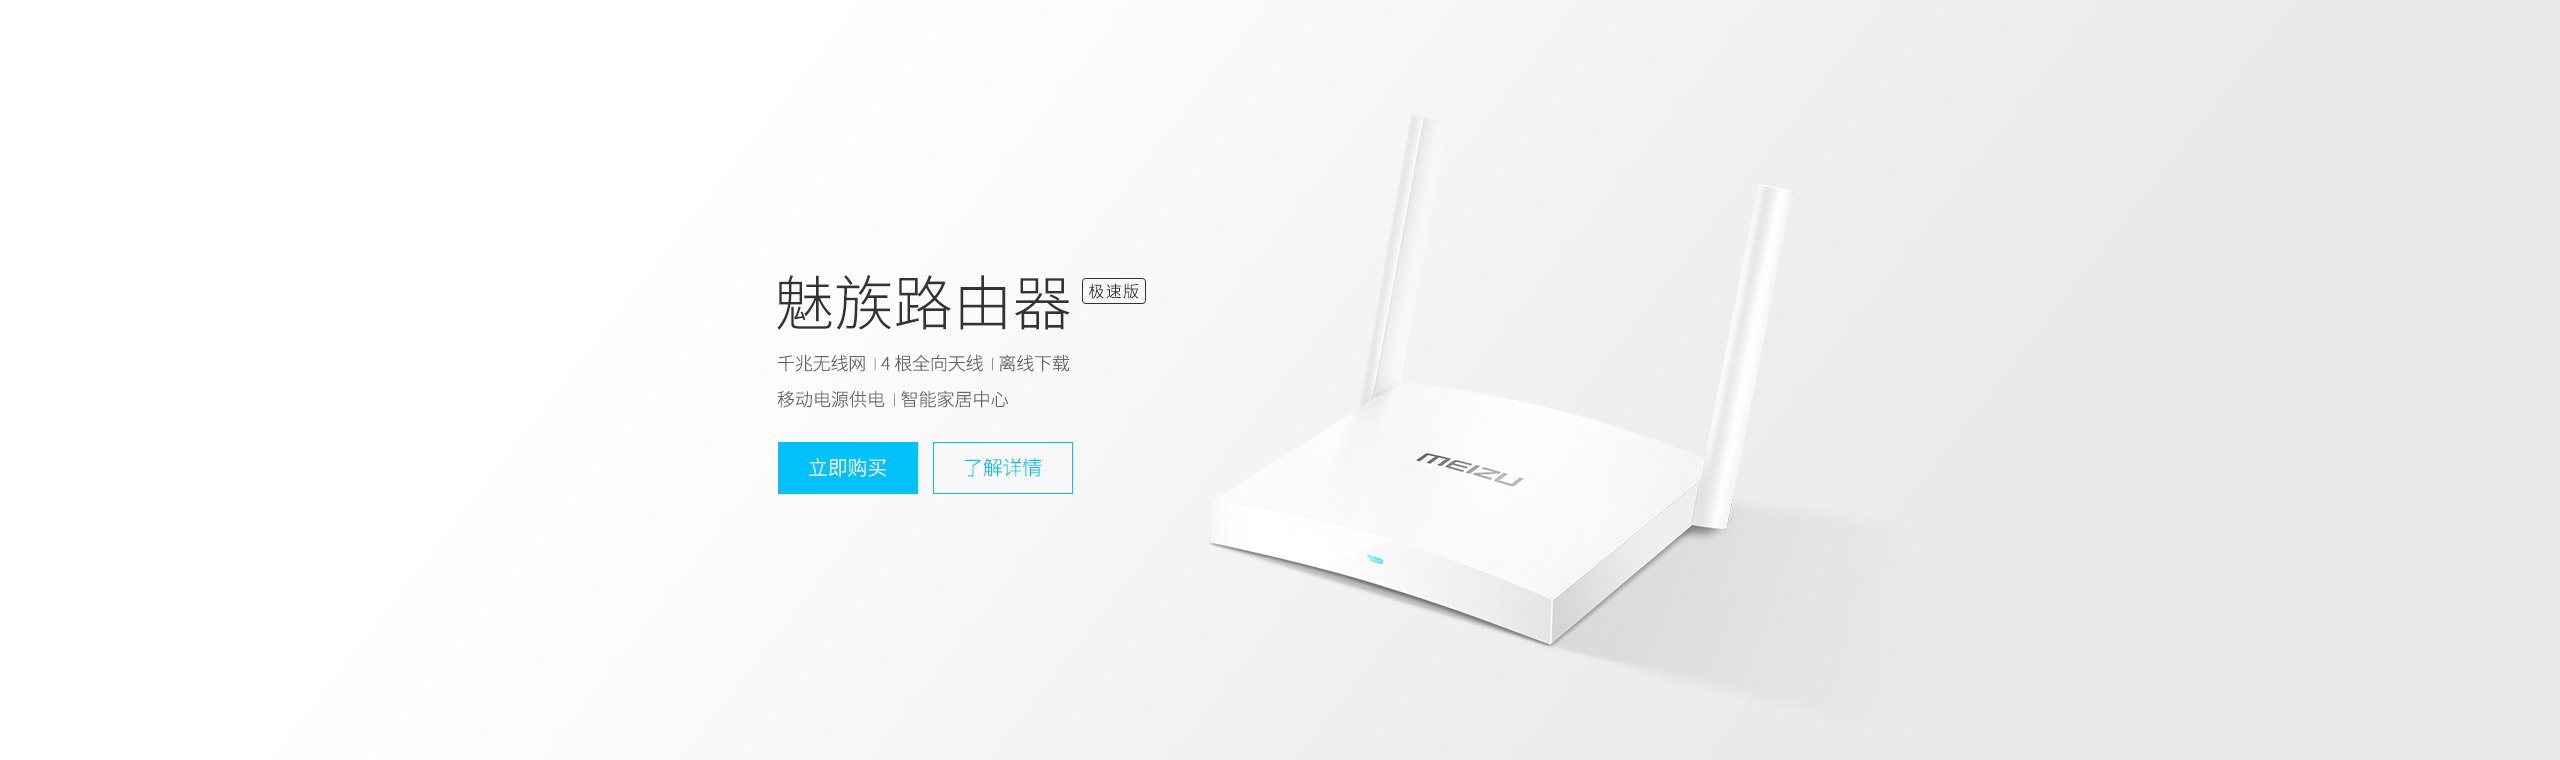 魅族路由器 极速版
千兆无线网 | 4 根全向天线 | 离线下载
移动电源供电 | 智能家居中心
立即购买 了解详情
MEIZU